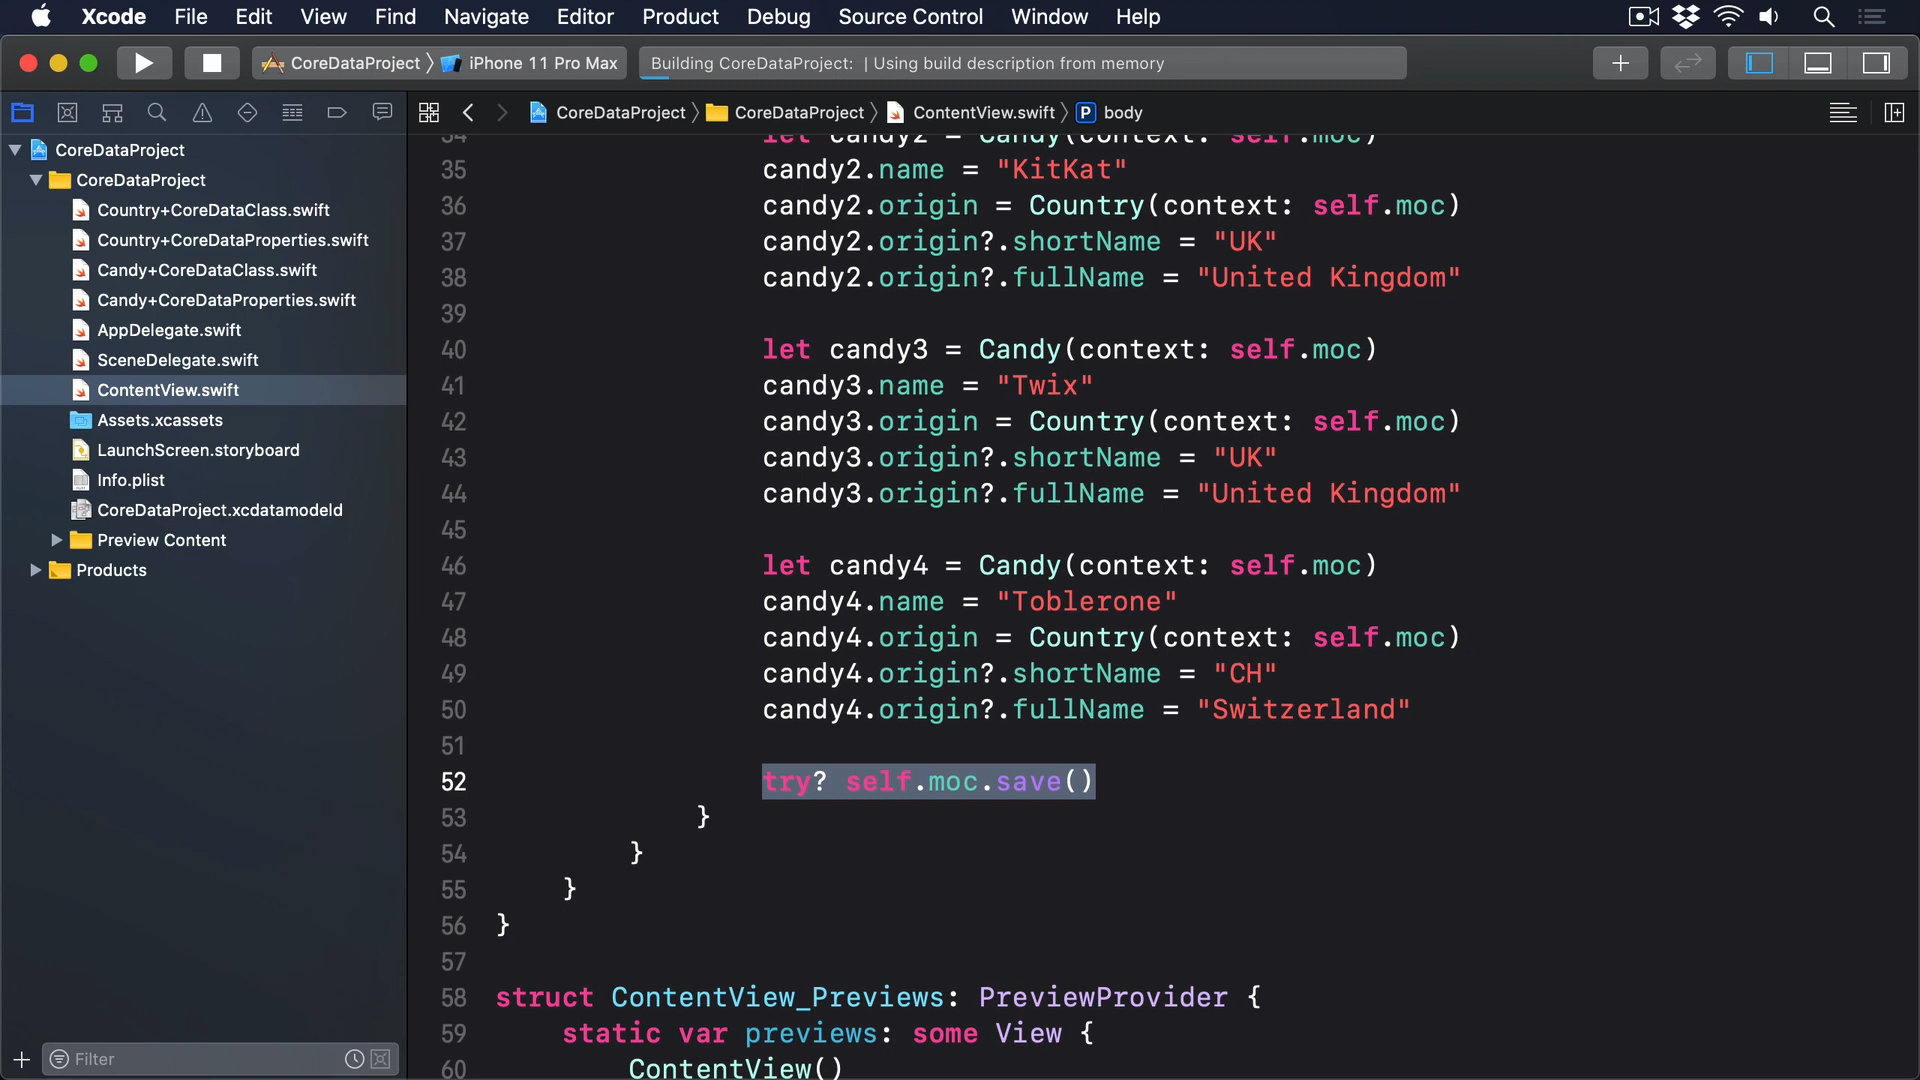 Xcode File Edit View Find Navigate Editor Product Debug Source Control Window Help
CoreDataProject iPhone 11 Pro Max Building CoreDataProject: | Using build description from memory
CoreDataProject CoreDataProject ContentView.swift P body
CoreDataProject
CoreDataProject
Country+CoreDataClass.swift
Country+CoreDataProperties.swift
Candy+CoreDataClass.swift
Candy+CoreDataProperties.swift
AppDelegate.swift
SceneDelegate.swift
ContentView.swift
Assets.xcassets
LaunchScreen.storyboard
Info.plist
CoreDataProject.xcdatamodeld
Preview Content
Products
Filter
34 let candy2 = Candy(context: self.moc)
35 candy2.name = "KitKat"
36 candy2.origin = Country(context: self.moc)
37 candy2.origin?.shortName = "UK"
38 candy2.origin?.fullName = "United Kingdom"
39
40 let candy3 = Candy(context: self.moc)
41 candy3.name = "Twix"
42 candy3.origin = Country(context: self.moc)
43 candy3.origin?.shortName = "UK"
44 candy3.origin?.fullName = "United Kingdom"
45
46 let candy4 = Candy(context: self.moc)
47 candy4.name = "Toblerone"
48 candy4.origin = Country(context: self.moc)
49 candy4.origin?.shortName = "CH"
50 candy4.origin?.fullName = "Switzerland"
51
52 try? self.moc.save()
53 }
54 }
55 }
56 }
57
58 struct ContentView_Previews: PreviewProvider {
59 static var previews: some View {
60 ContentView()